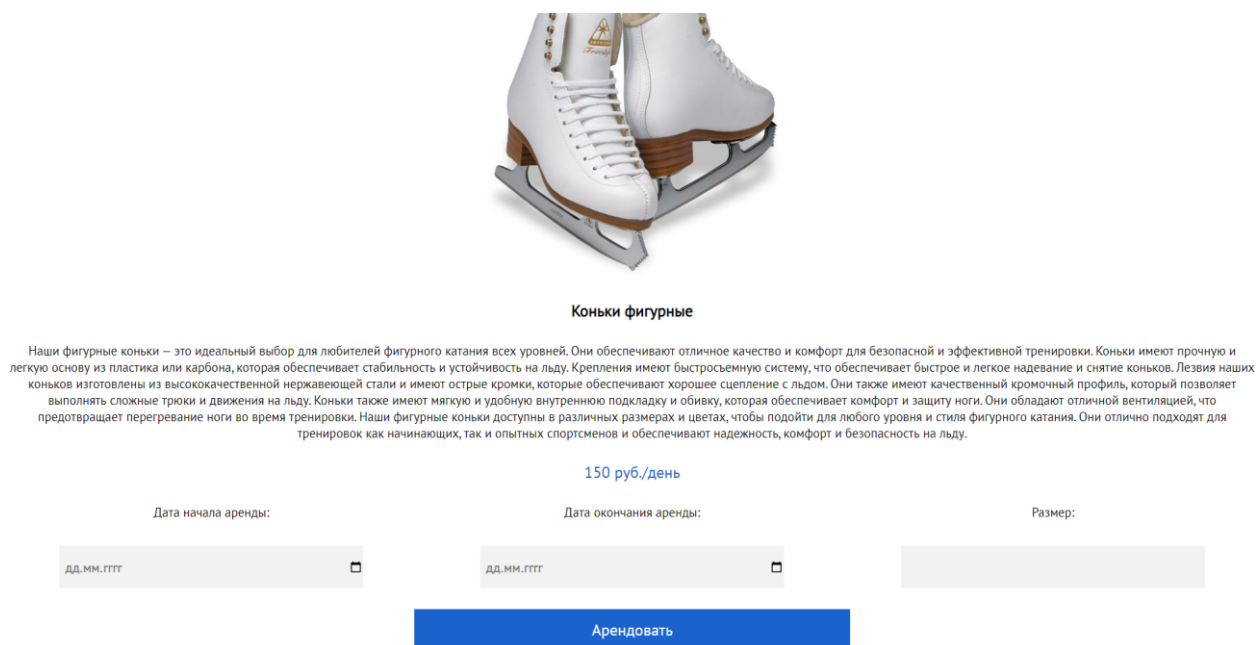 Коньки фигурные
Наши фигурные коньки — это идеальный выбор для любителей фигурного катания всех уровней. Они обеспечивают отличное качество и комфорт для безопасной и эффективной тренировки. Коньки имеют прочную и
легкую основу из пластика или карбона, которая обеспечивает стабильность и устойчивость на льду. Крепления имеют быстросъемную систему, что обеспечивает быстрое и легкое надевание и снятие коньков. Лезвия наших
коньков изготовлены из высококачественной нержавеющей стали и имеют острые кромки, которые обеспечивают хорошее сцепление с льдом. Они также имеют качественный кромочный профиль, который позволяет
выполнять сложные трюки и движения на льду. Коньки также имеют мягкую и удобную внутреннюю подкладку и обивку, которая обеспечивает комфорт и защиту ноги. Они обладают отличной вентиляцией, что
предотвращает перегревание ноги во время тренировки. Наши фигурные коньки доступны в различных размерах и цветах, чтобы подойти для любого уровня и стиля фигурного катания. Они отлично подходят для
тренировок как начинающих, так и опытных спортсменов и обеспечивают надежность, комфорт и безопасность на льду.
150 руб./день
Дата начала аренды: Дата окончания аренды: Размер:
дд.мм.гггг дд.мм.гггг
Арендовать